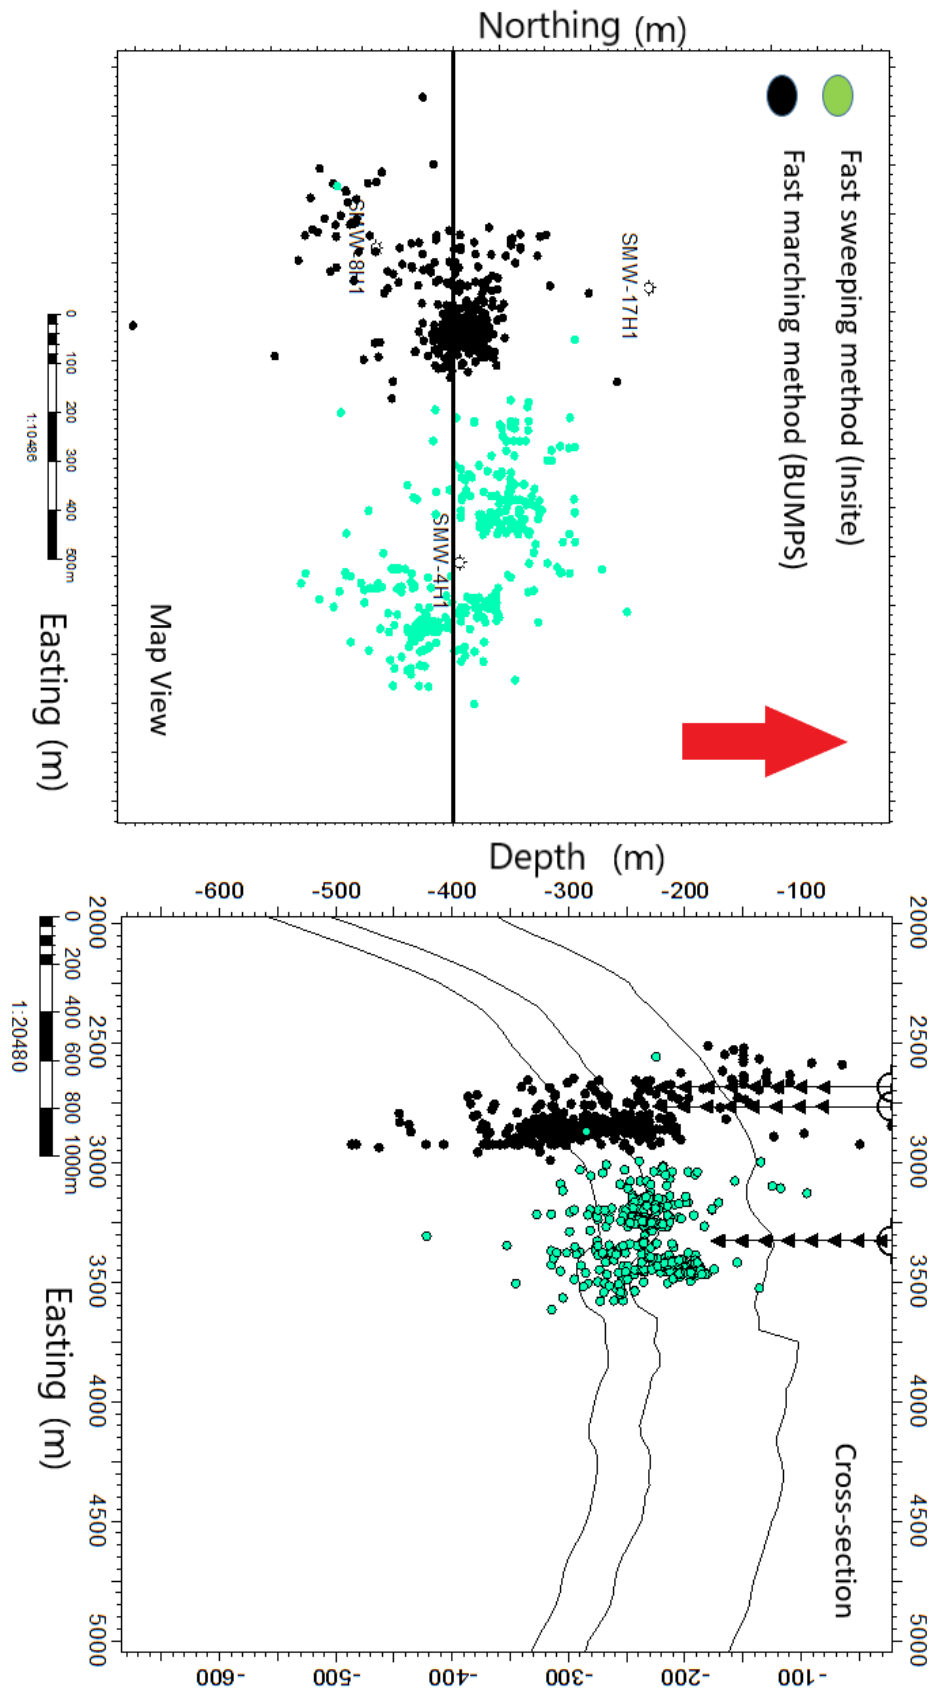 Northing (m)
Fast sweeping method (Insite)
Fast marching method (BUMPS)
SMW-17H1
SMW-8H1
SMW-4H1
0
100
200
300
400
500m
1:10486
Easting (m)
Map View
Depth (m)
-600
-500
-400
-300
-200
-100
2000
2500
3000
3500
4000
4500
5000
2000
2500
3000
3500
4000
4500
5000
Cross-section
0
200
400
600
800
1000m
1:20480
Easting (m)
-600
-500
-400
-300
-200
-100